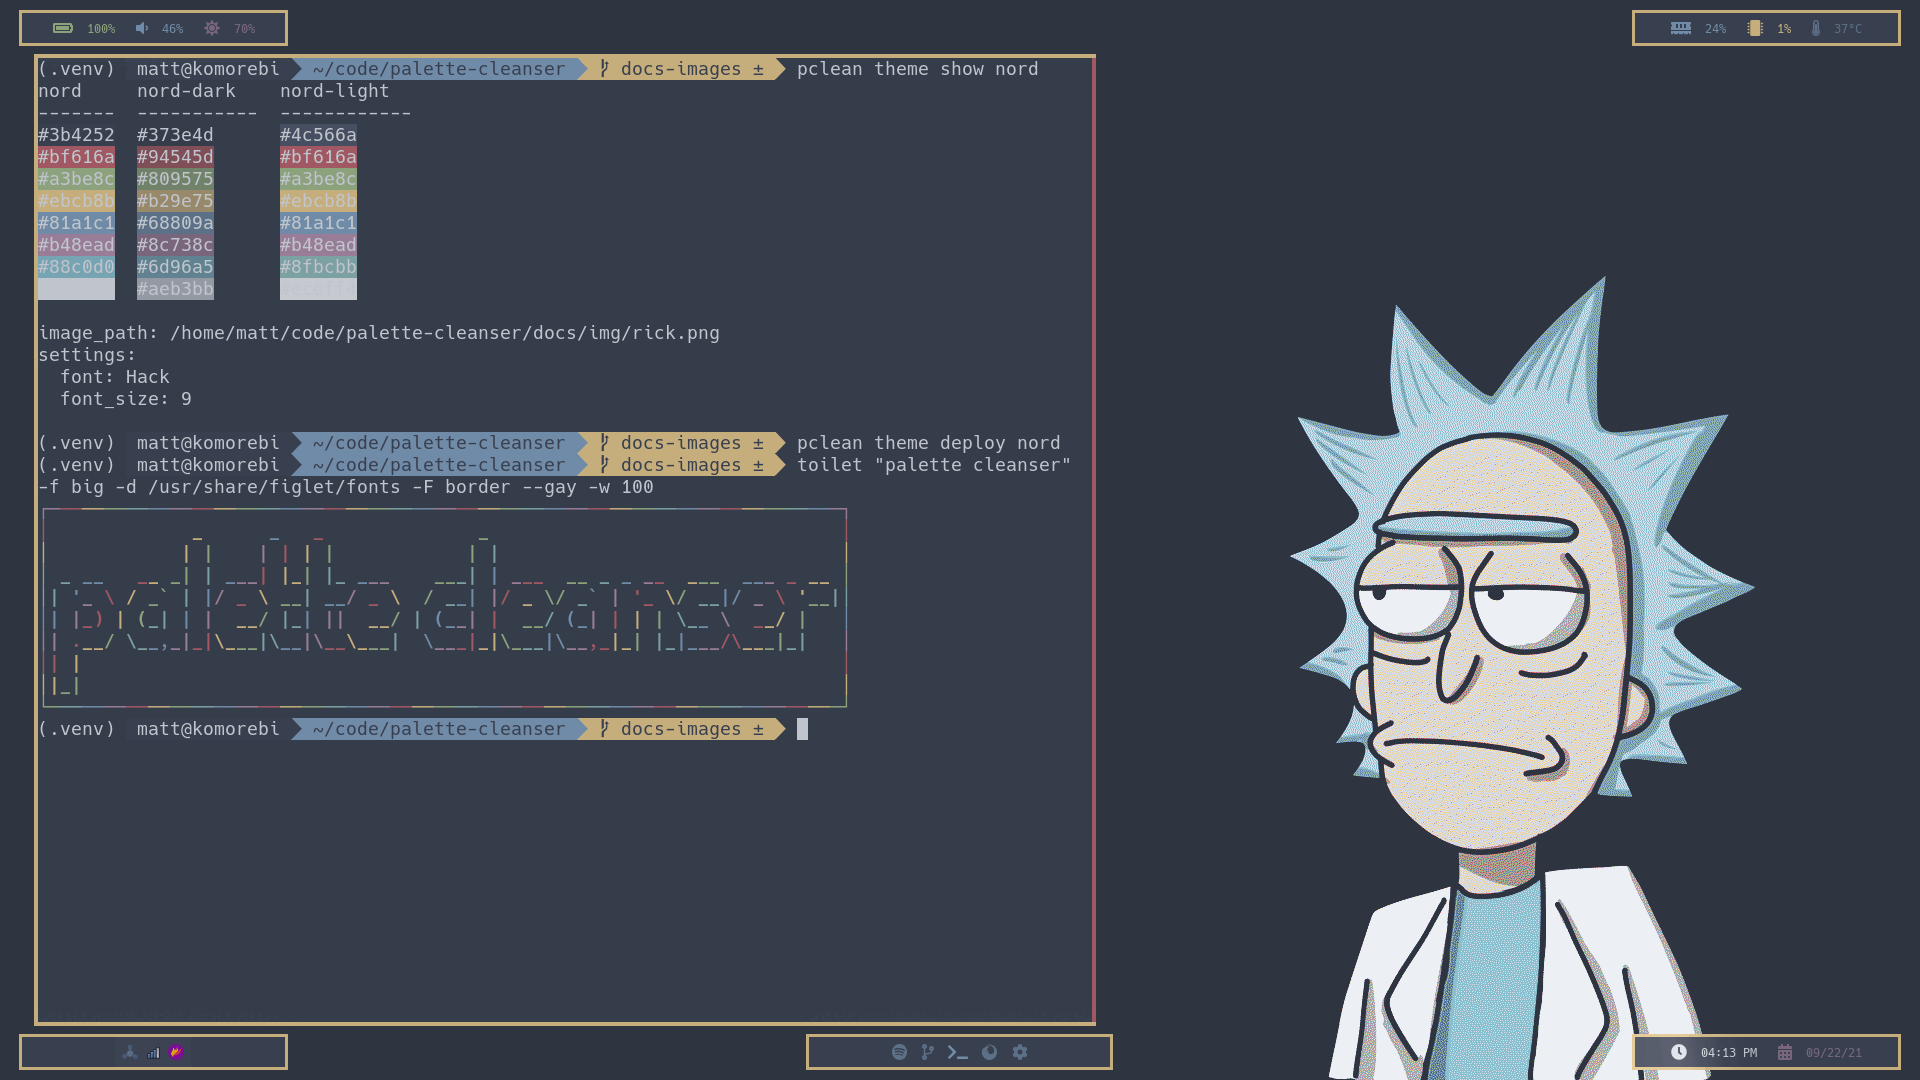 100% 46% 70%
24% 1% 37°C
(.venv) matt@komorebi ~/code/palette-cleanser docs-images ± pclean theme show nord
nord nord-dark nord-light
------- ----------- ------------
#3b4252 #373e4d #4c566a
#bf616a #94545d #bf616a
#a3be8c #809575 #a3be8c
#ebcb8b #b29e75 #ebcb8b
#81a1c1 #68809a #81a1c1
#b48ead #8c738c #b48ead
#88c0d0 #6d96a5 #8fbcbb
#aeb3bb
image_path: /home/matt/code/palette-cleanser/docs/img/rick.png
settings:
font: Hack
font_size: 9
(.venv) matt@komorebi ~/code/palette-cleanser docs-images ± pclean theme deploy nord
(.venv) matt@komorebi ~/code/palette-cleanser docs-images ± toilet "palette cleanser"
-f big -d /usr/share/figlet/fonts -F border --gay -w 100
palette cleanser
(.venv) matt@komorebi ~/code/palette-cleanser docs-images ±
04:13 PM 09/22/21